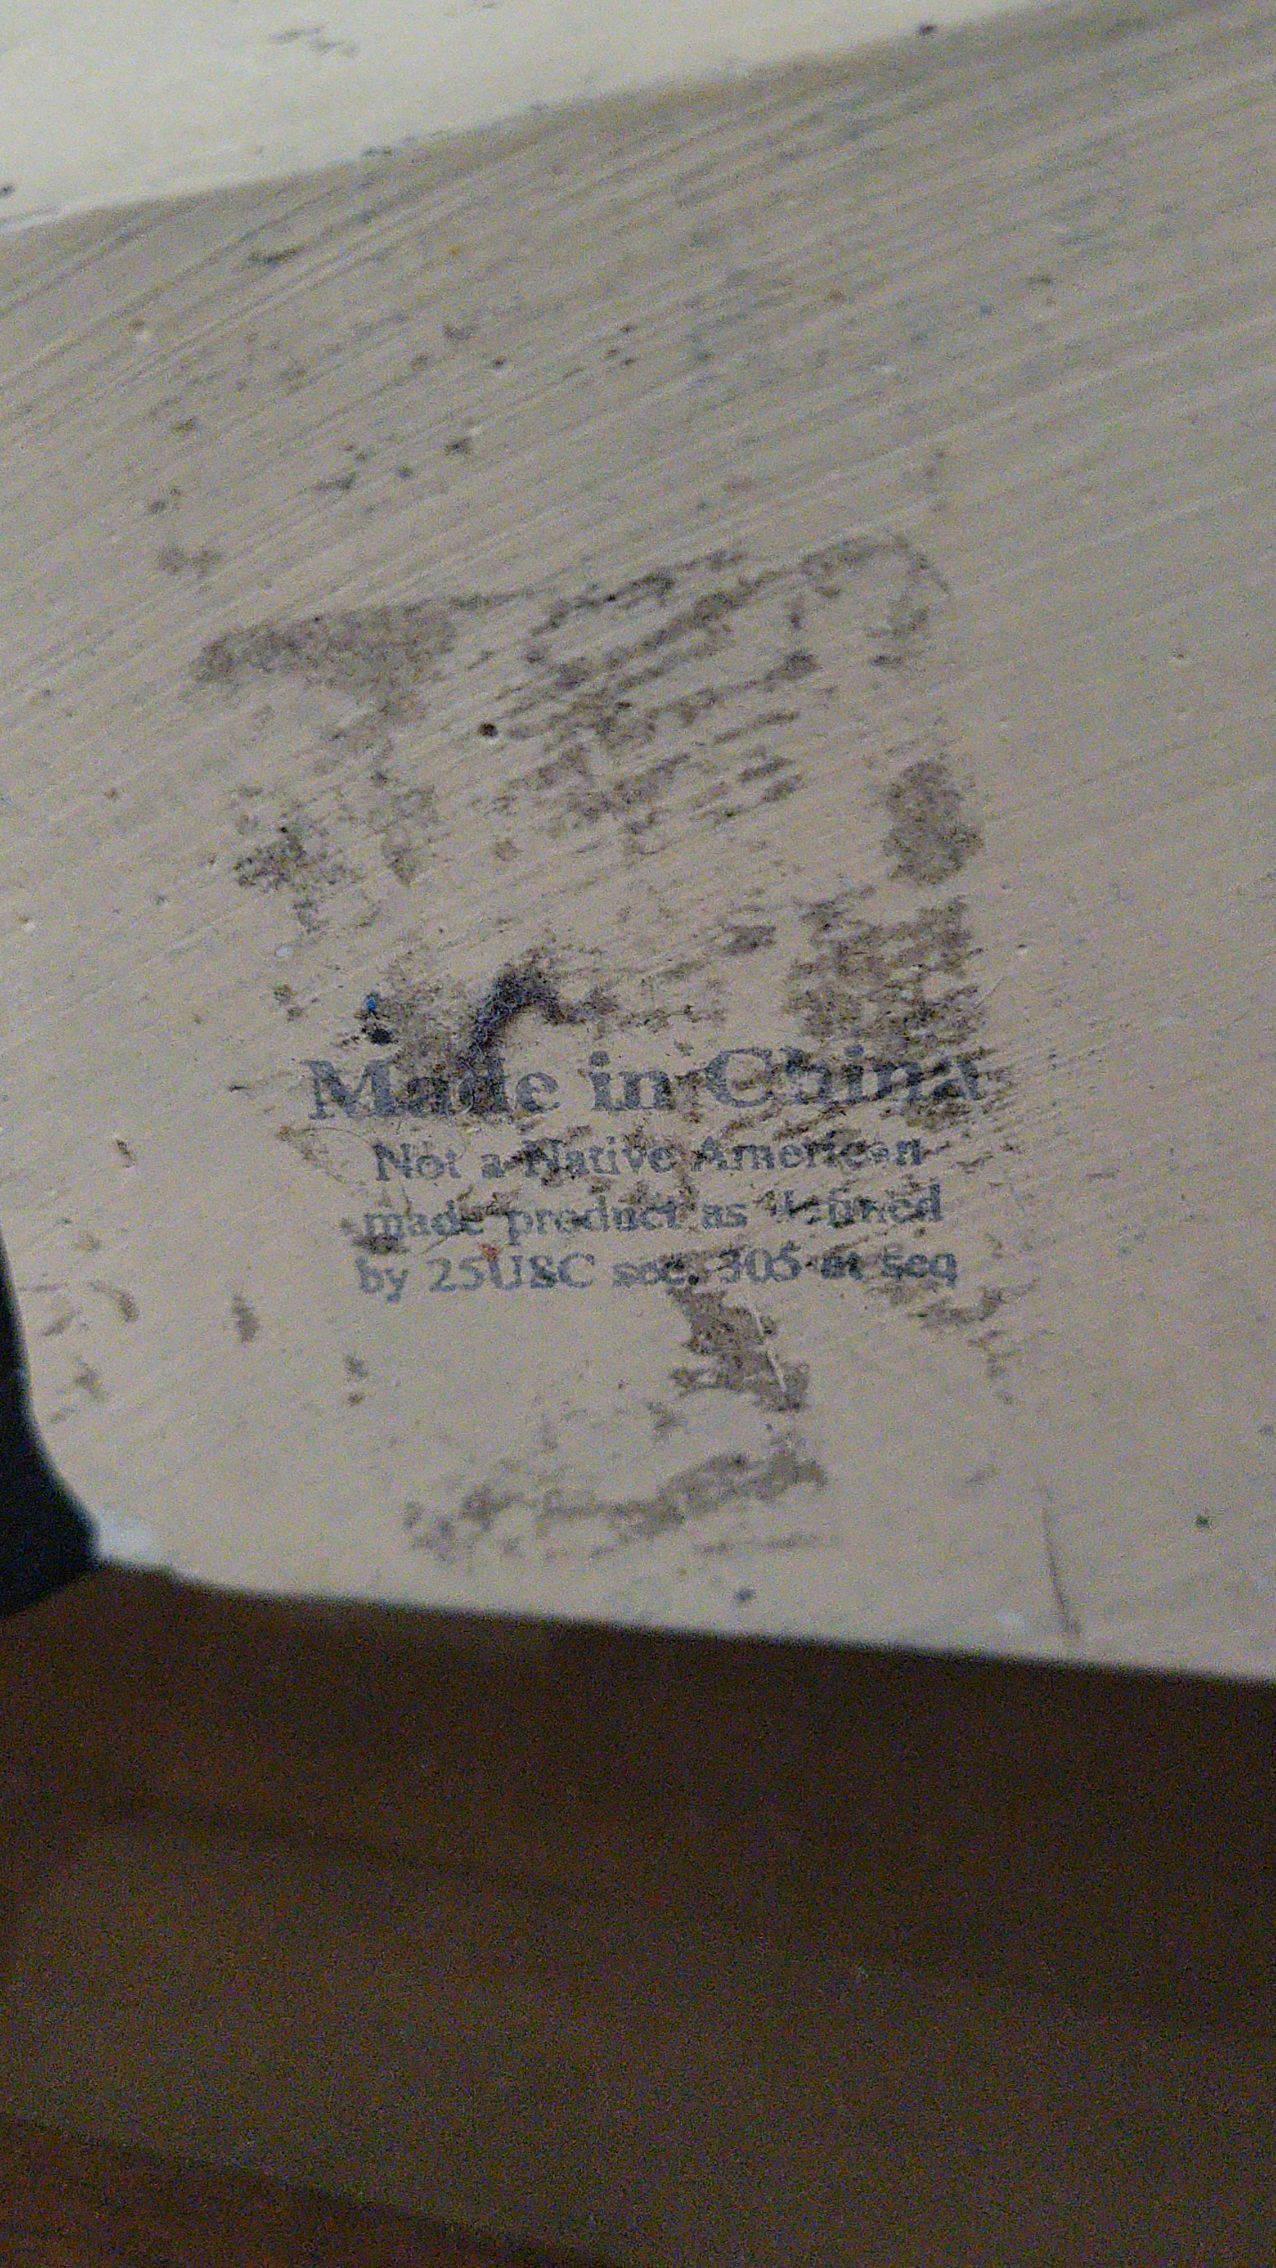 Made in China
Not a Native American
made product as defined
by 25USC sec. 305 et seq